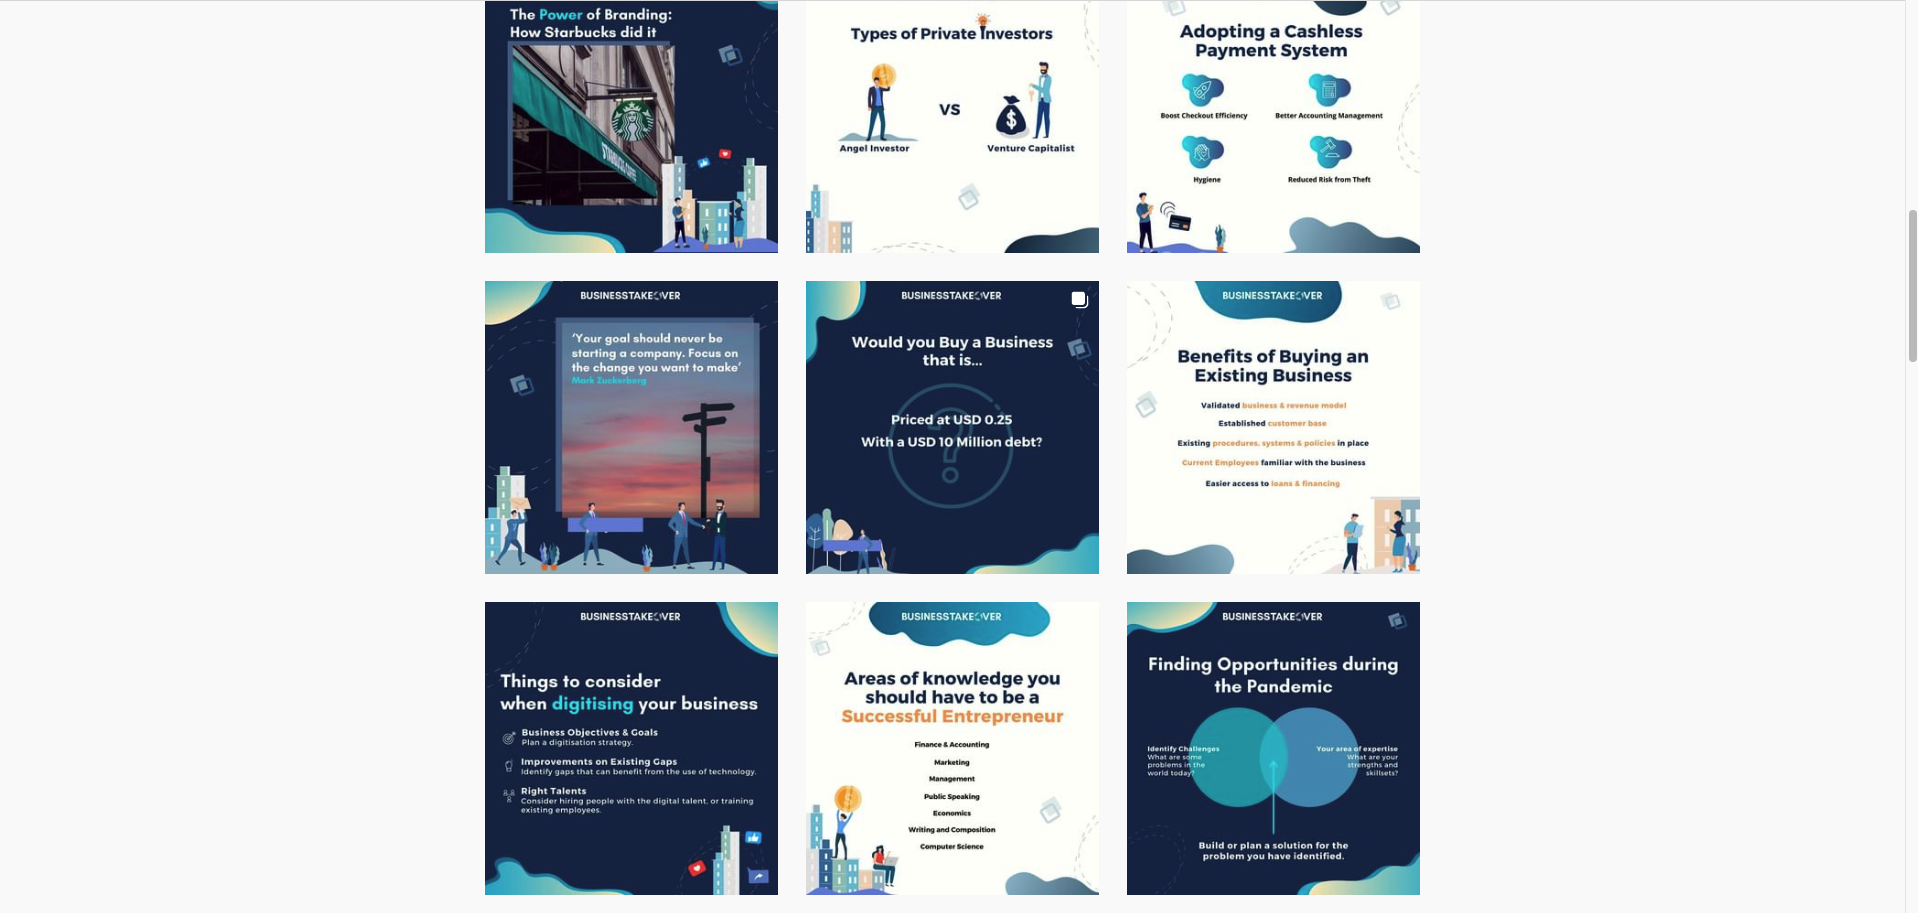 The Power of Branding:
How Starbucks did it
STARBUCKS COFFEE
Types of Private Investors
VS
$
Angel Investor
Venture Capitalist
Adopting a Cashless
Payment System
Boost Checkout Efficiency
Better Accounting Management
Hygiene
Reduced Risk from Theft
BUSINESSTAKEOVER
‘Your goal should never be
starting a company. Focus on
the change you want to make’
Mark Zuckerberg
BUSINESSTAKEOVER
Would you Buy a Business
that is...
Priced at USD 0.25
With a USD 10 Million debt?
BUSINESSTAKEOVER
Benefits of Buying an
Existing Business
Validated business & revenue model
Established customer base
Existing procedures, systems & policies in place
Current Employees familiar with the business
Easier access to loans & financing
BUSINESSTAKEOVER
Things to consider
when digitising your business
Business Objectives & Goals
Plan a digitisation strategy.
Improvements on Existing Gaps
Identify gaps that can benefit from the use of technology.
Right Talents
Consider hiring people with the digital talent, or training
existing employees.
BUSINESSTAKEOVER
Areas of knowledge you
should have to be a
Successful Entrepreneur
Finance & Accounting
Marketing
Management
Public Speaking
Economics
Writing and Composition
Computer Science
BUSINESSTAKEOVER
Finding Opportunities during
the Pandemic
Identify Challenges
What are some
problems in the
world today?
Your area of expertise
What are your
strengths and
skillsets?
Build or plan a solution for the
problem you have identified.